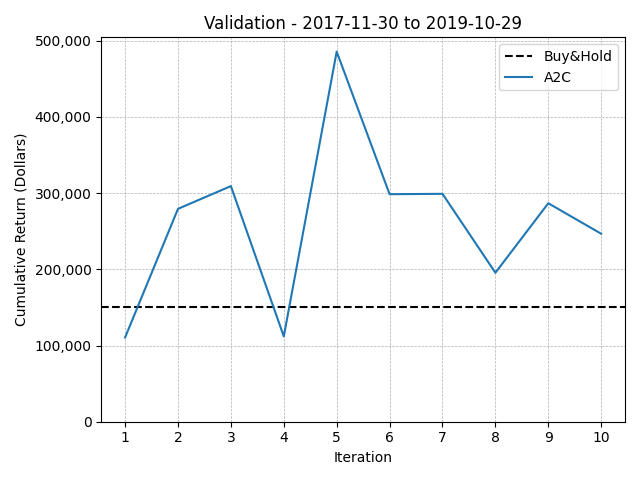 Validation - 2017-11-30 to 2019-10-29
Buy&Hold
A2C
Cumulative Return (Dollars)
500,000
400,000
300,000
200,000
100,000
0
1 2 3 4 5 6 7 8 9 10
Iteration